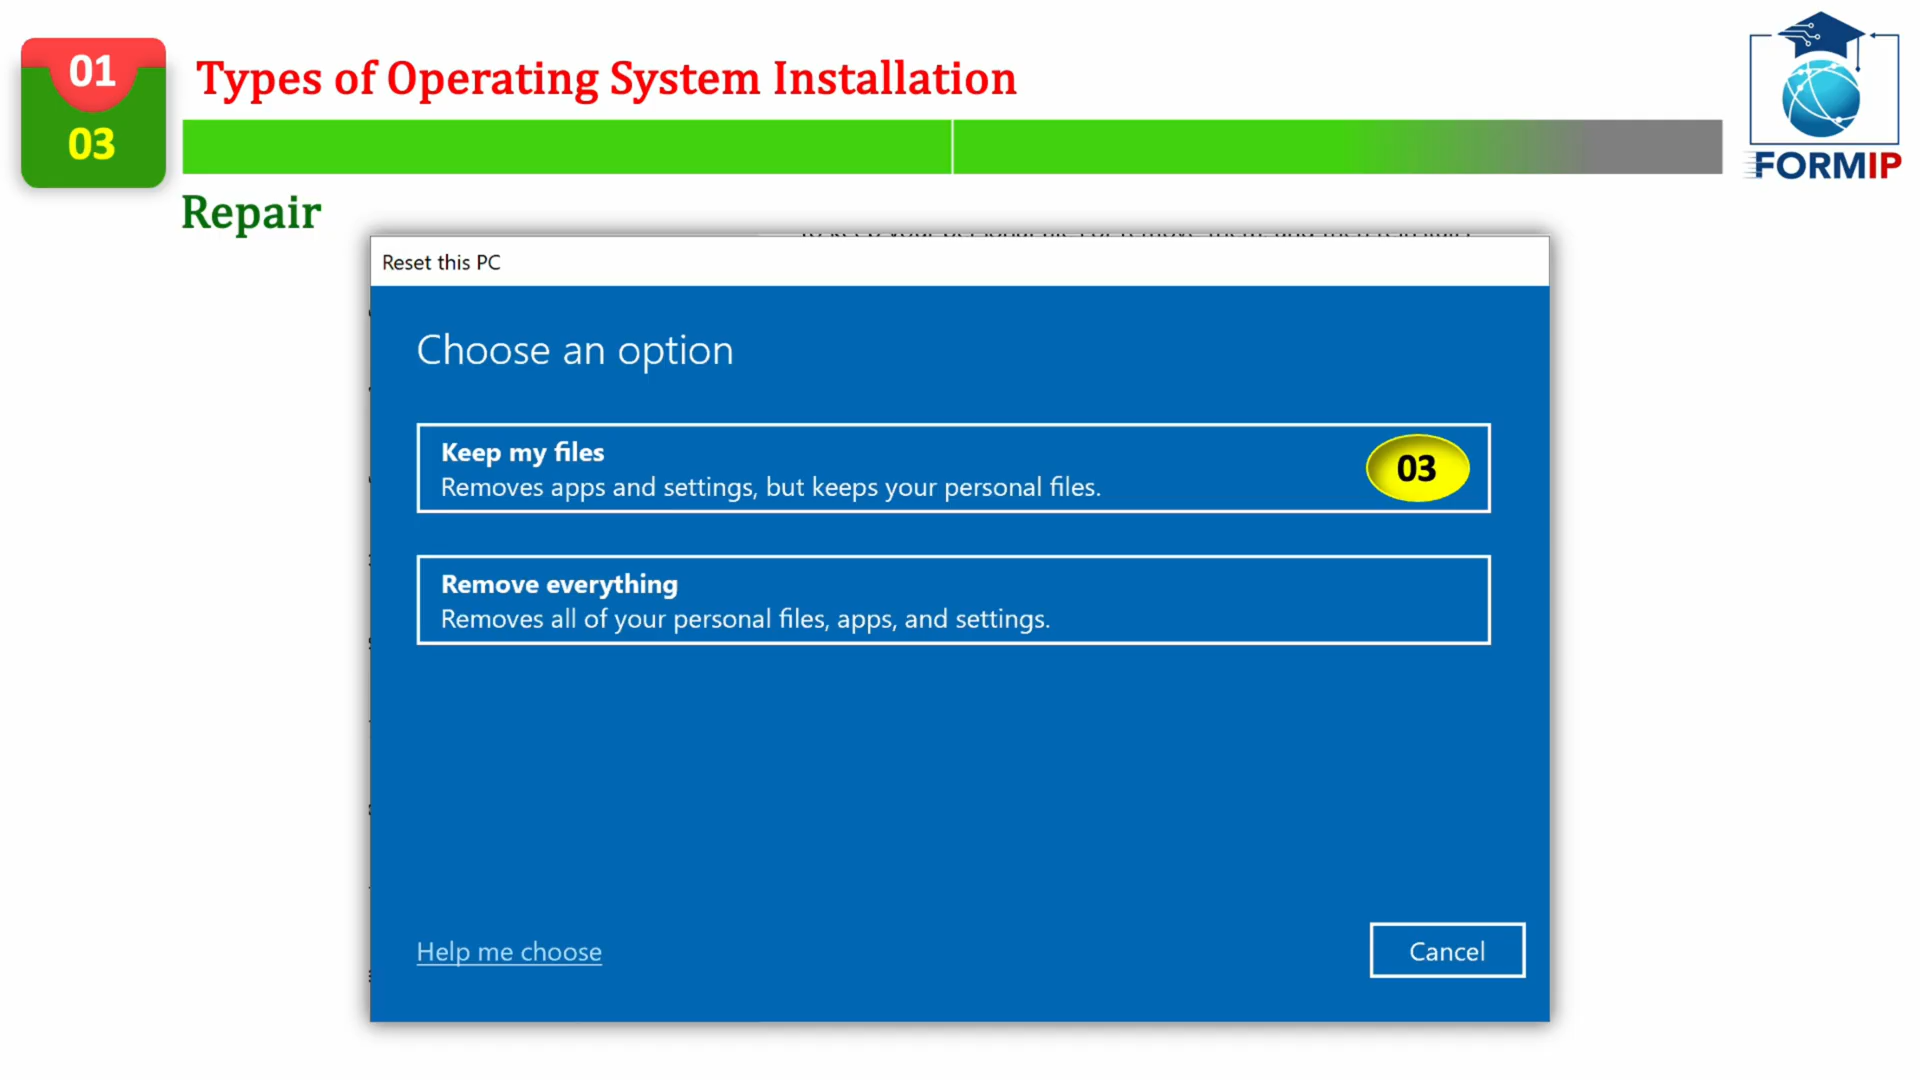 01
03
Types of Operating System Installation
FORMIP
Repair
Reset this PC
Choose an option
Keep my files
Removes apps and settings, but keeps your personal files.
03
Remove everything
Removes all of your personal files, apps, and settings.
Help me choose
Cancel